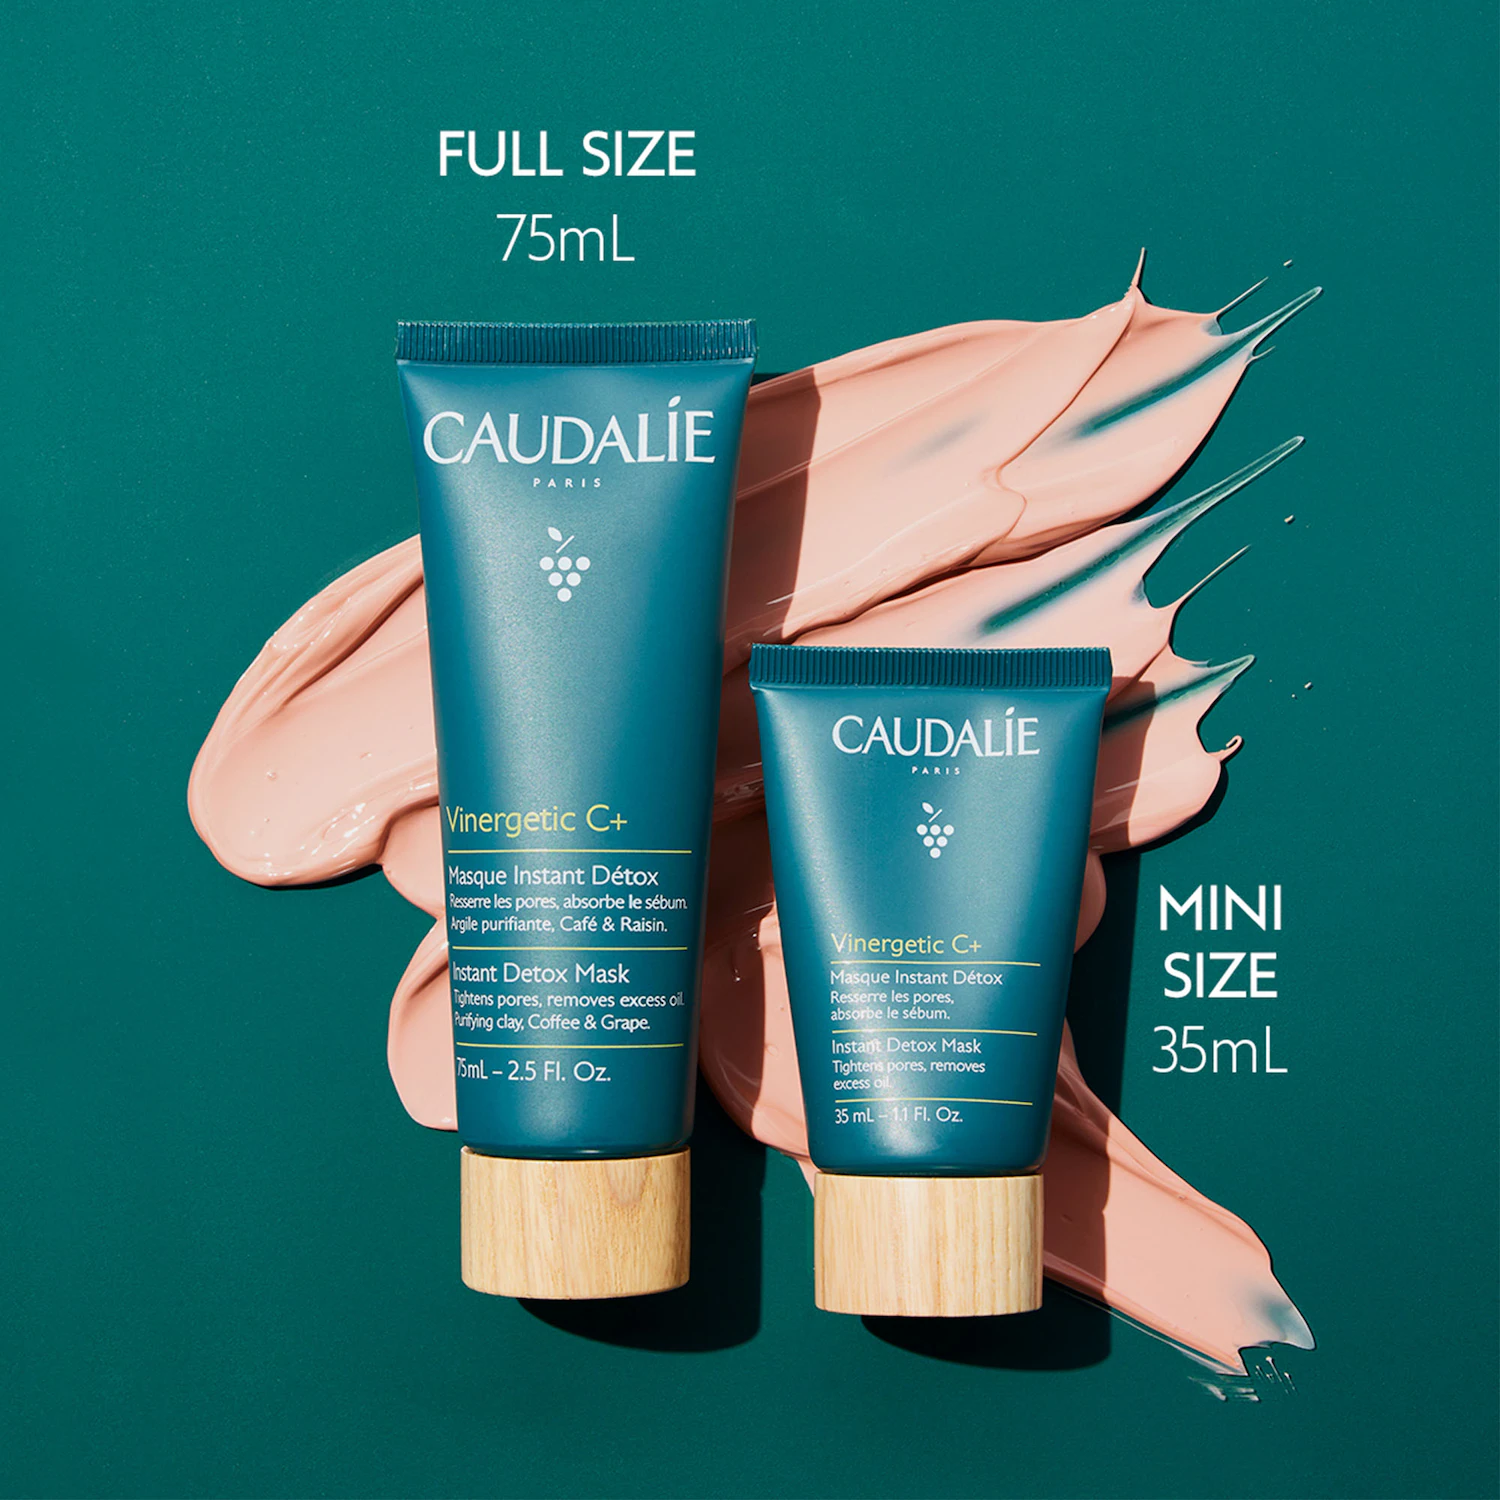 FULL SIZE
75mL
CAUDALÍE
PARIS
Vinergetic C+
Masque Instant Détox
Resserre les pores, absorbe le sébum.
Argile purifiante, Café & Raisin.
Instant Detox Mask
Tightens pores, removes excess oil.
Purifying clay, Coffee & Grape.
75mL – 2.5 Fl. Oz.
CAUDALÍE
PARIS
Vinergetic C+
Masque Instant Détox
Resserre les pores,
absorbe le sébum.
Instant Detox Mask
Tightens pores, removes
excess oil.
35 mL – 1.1 Fl. Oz.
MINI
SIZE
35mL